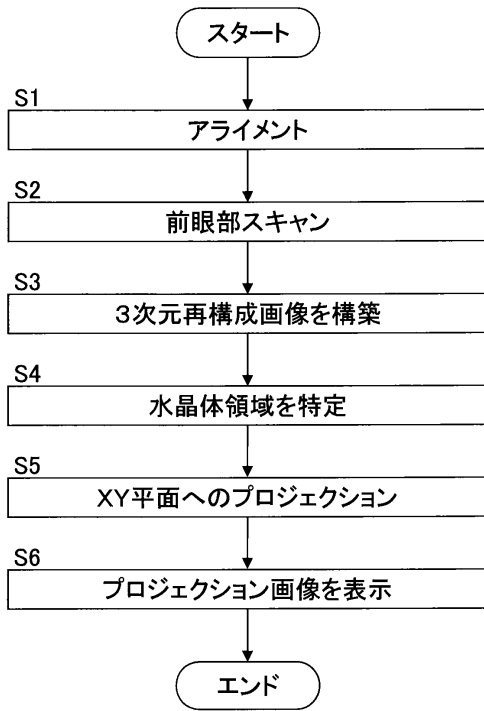 スタート
S1
アライメント
S2
前眼部スキャン
S3
3次元再構成画像を構築
S4
水晶体領域を特定
S5
XY平面へのプロジェクション
S6
プロジェクション画像を表示
エンド